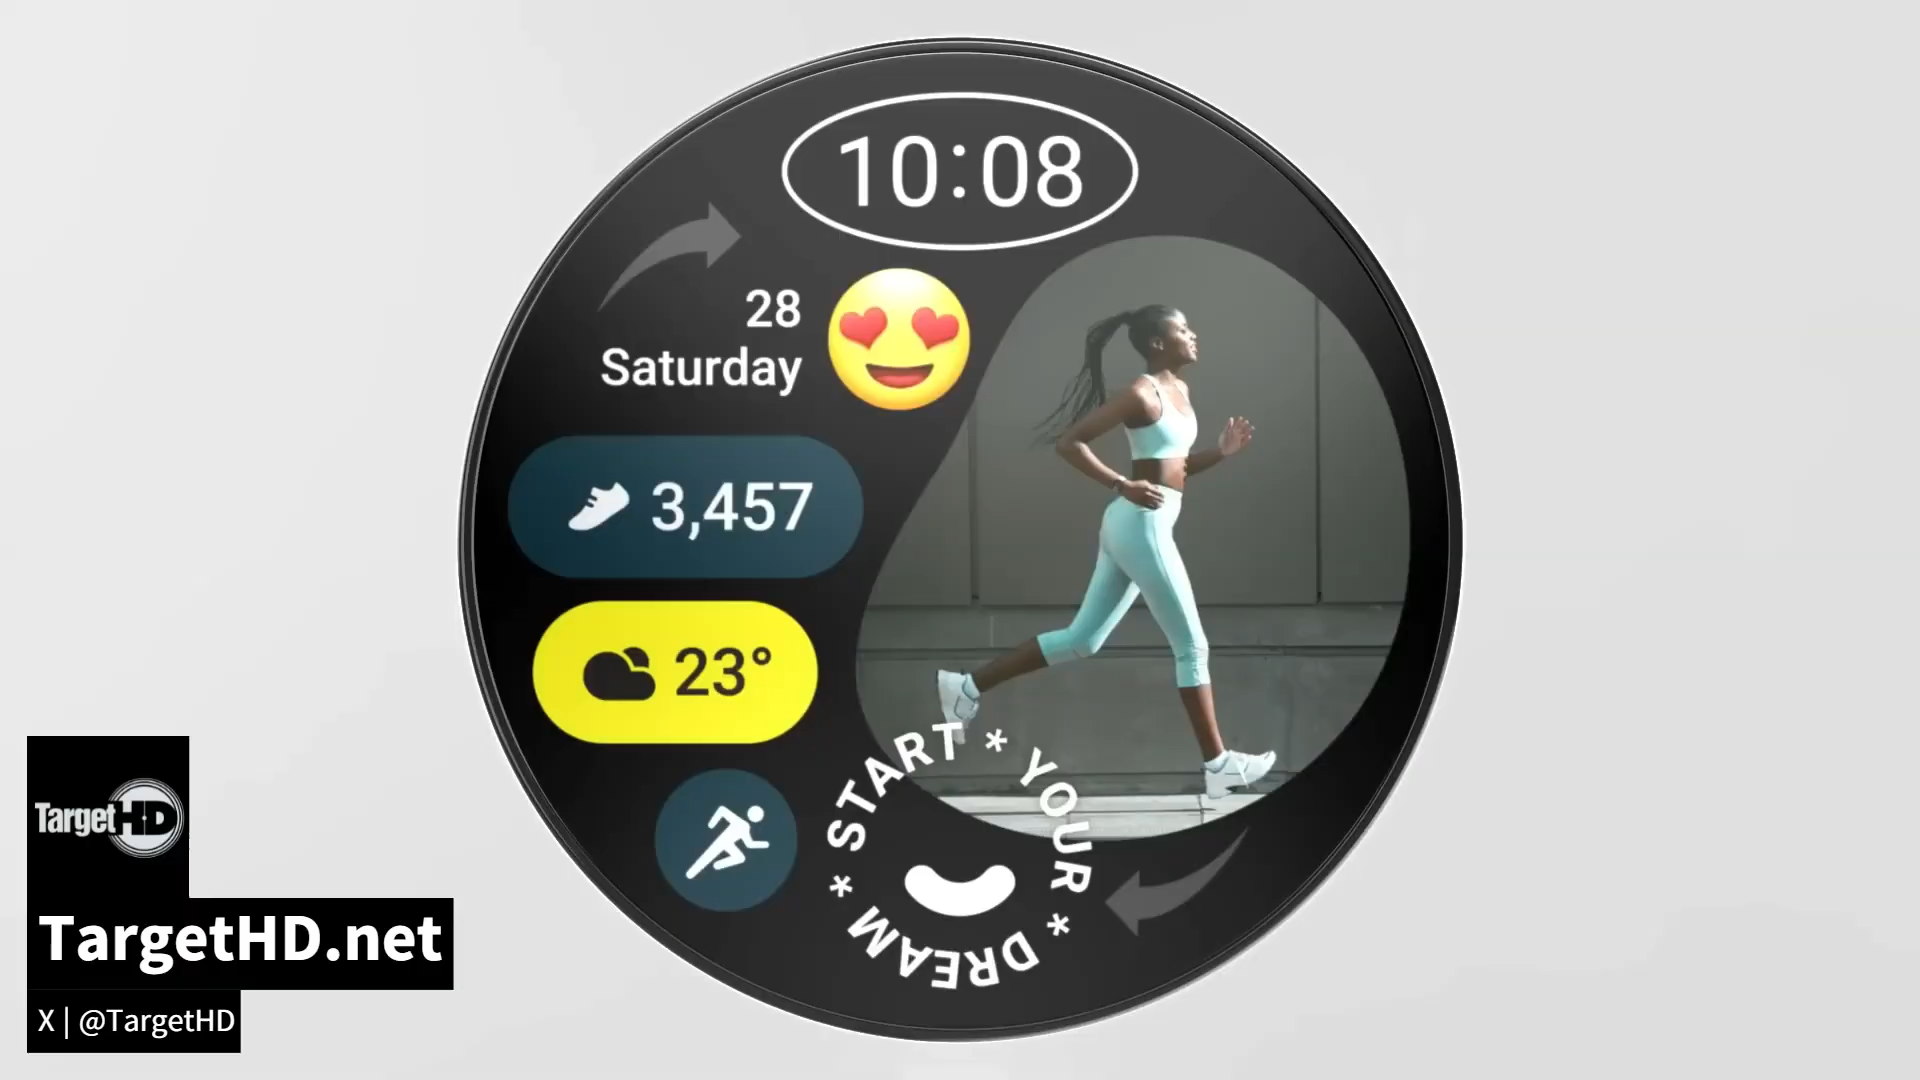 10:08
28
Saturday
3,457
23°
START * YOUR * DREAM *
TargetHD
TargetHD.net
X | @TargetHD